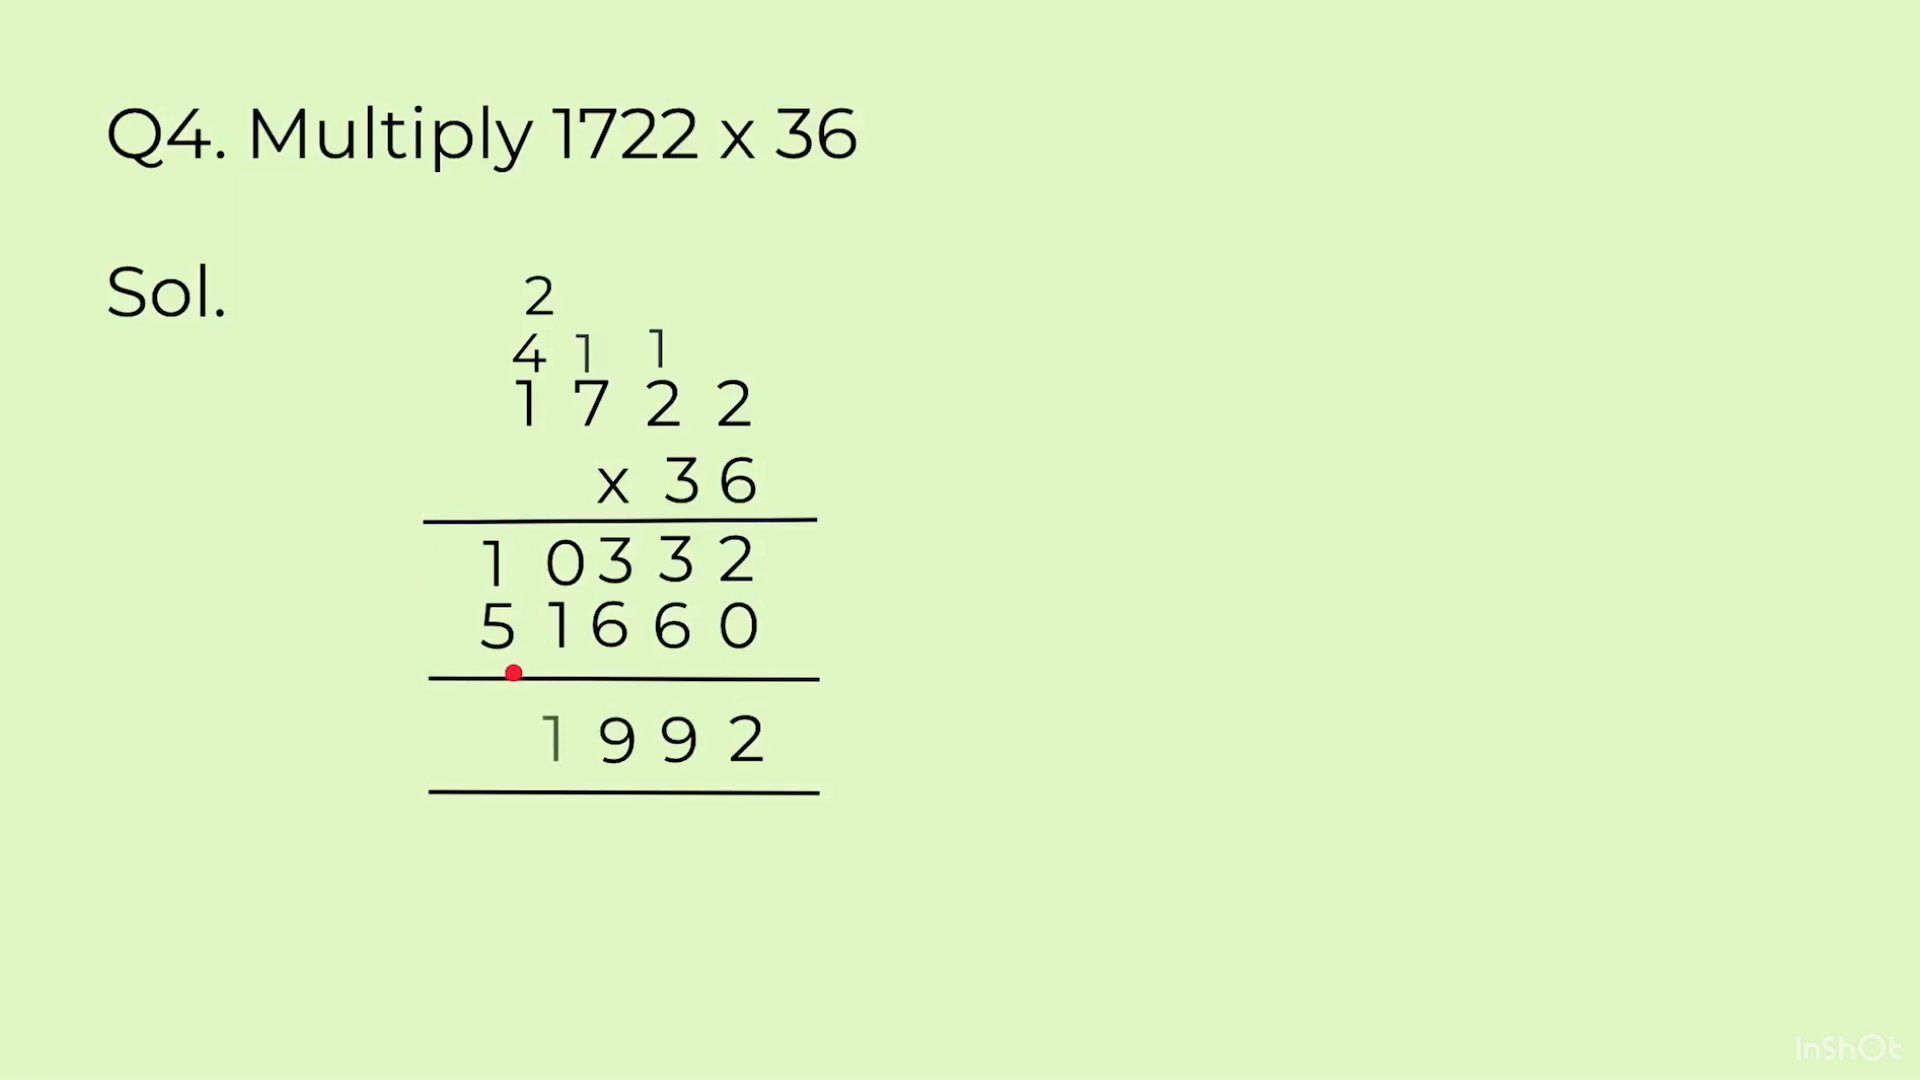 Q4. Multiply 1722 x 36
Sol.
2
4 1 1
1 7 2 2
x 3 6
1 0 3 3 2
5 1 6 6 0
1 9 9 2
InShOt